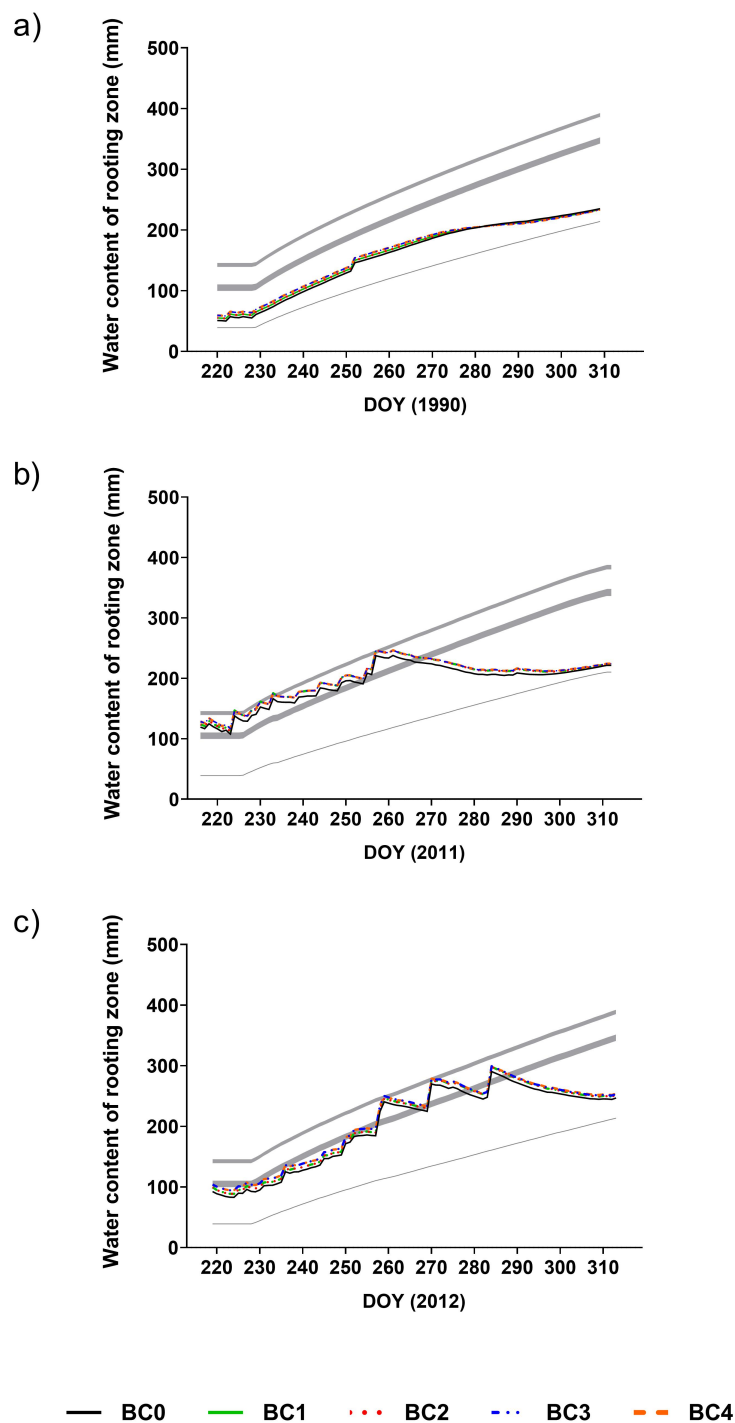 a)
Water content of rooting zone (mm)
500
400
300
200
100
0
220 230 240 250 260 270 280 290 300 310
DOY (1990)
b)
Water content of rooting zone (mm)
500
400
300
200
100
0
220 230 240 250 260 270 280 290 300 310
DOY (2011)
c)
Water content of rooting zone (mm)
500
400
300
200
100
0
220 230 240 250 260 270 280 290 300 310
DOY (2012)
BC0 BC1 BC2 BC3 BC4